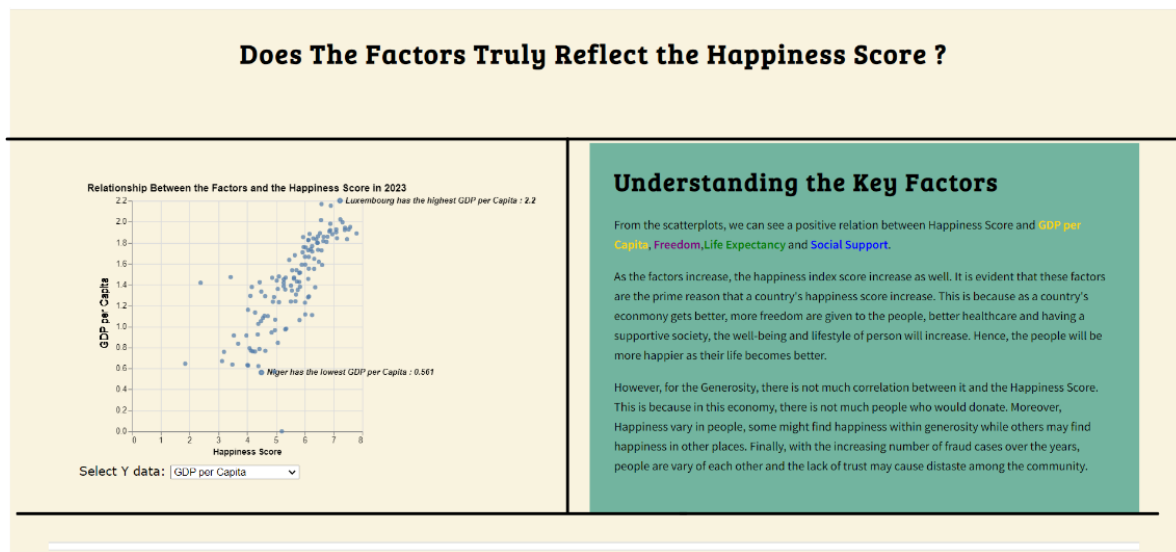 Does The Factors Truly Reflect the Happiness Score ?
Relationship Between the Factors and the Happiness Score in 2023
2.2
Luxembourg has the highest GDP per Capita : 2.2
2.0
1.8
1.6
1.4
1.2
1.0
0.8
0.6
0.4
0.2
0.0
GDP per Capita
Niger has the lowest GDP per Capita : 0.561
0 1 2 3 4 5 6 7 8
Happiness Score
Select Y data: GDP per Capita
Understanding the Key Factors
From the scatterplots, we can see a positive relation between Happiness Score and GDP per
Capita, Freedom,Life Expectancy and Social Support.
As the factors increase, the happiness index score increase as well. It is evident that these factors
are the prime reason that a country's happiness score increase. This is because as a country's
econmony gets better, more freedom are given to the people, better healthcare and having a
supportive society, the well-being and lifestyle of person will increase. Hence, the people will be
more happier as their life becomes better.
However, for the Generosity, there is not much correlation between it and the Happiness Score.
This is because in this economy, there is not much people who would donate. Moreover,
Happiness vary in people, some might find happiness within generosity while others may find
happiness in other places. Finally, with the increasing number of fraud cases over the years,
people are vary of each other and the lack of trust may cause distaste among the community.